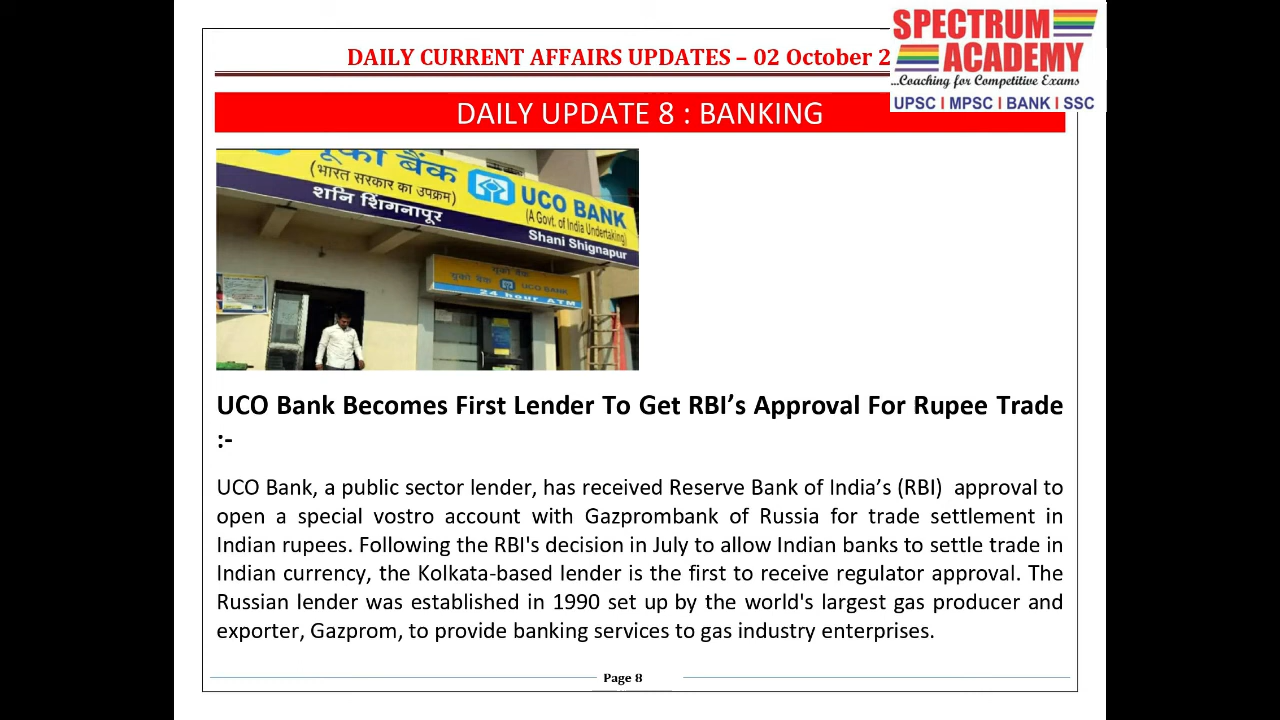 SPECTRUM
ACADEMY
...Coaching for Competitive Exams
UPSC | MPSC | BANK | SSC
DAILY CURRENT AFFAIRS UPDATES – 02 October 2
DAILY UPDATE 8 : BANKING
यूको बैंक
(भारत सरकार का उपक्रम)
शनि शिंगनापूर
UCO BANK
(A Govt. of India Undertaking)
Shani Shignapur
यूको बैंक
यूको बैंक UCO BANK
24 hour ATM
UCO Bank Becomes First Lender To Get RBI’s Approval For Rupee Trade
:-
UCO Bank, a public sector lender, has received Reserve Bank of India’s (RBI) approval to
open a special vostro account with Gazprombank of Russia for trade settlement in
Indian rupees. Following the RBI's decision in July to allow Indian banks to settle trade in
Indian currency, the Kolkata-based lender is the first to receive regulator approval. The
Russian lender was established in 1990 set up by the world's largest gas producer and
exporter, Gazprom, to provide banking services to gas industry enterprises.
Page 8